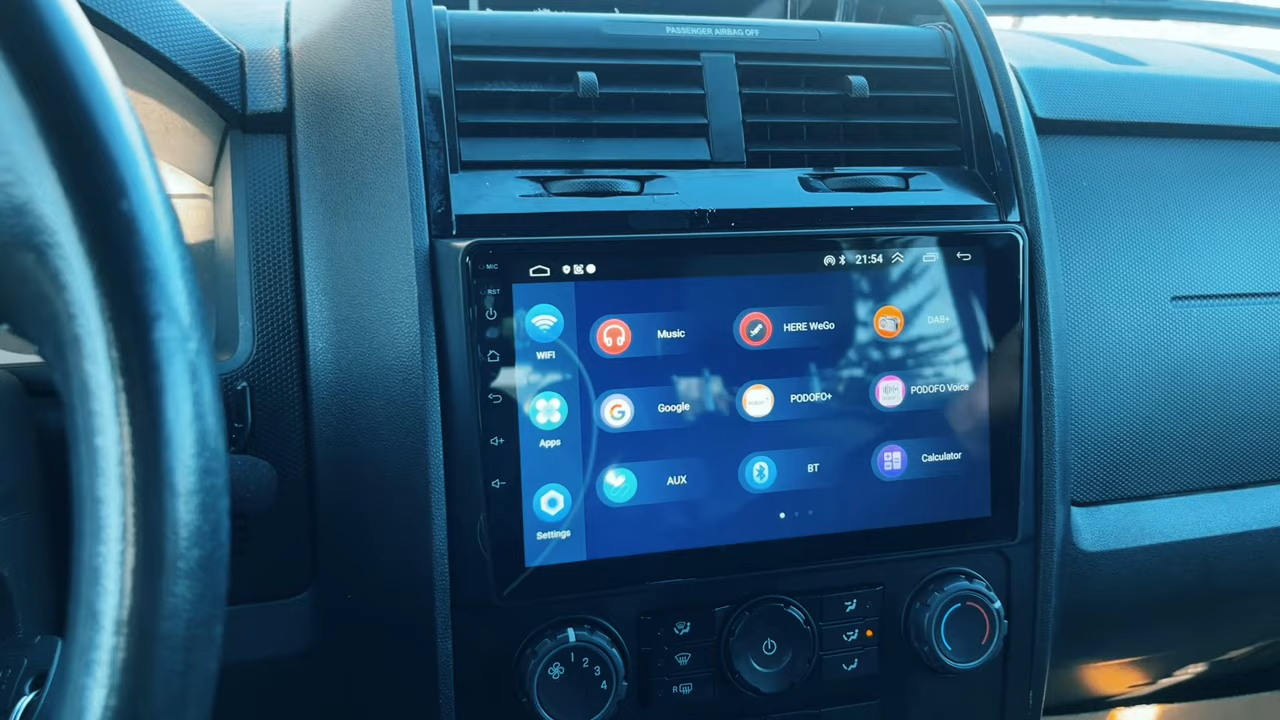 PASSENGER AIRBAG OFF
MIC
21:54
RST
WIFI
Music
HERE WeGo
DAB+
Apps
Google
PODOFO+
PODOFO Voice
Settings
AUX
BT
Calculator
1
2
3
4
R